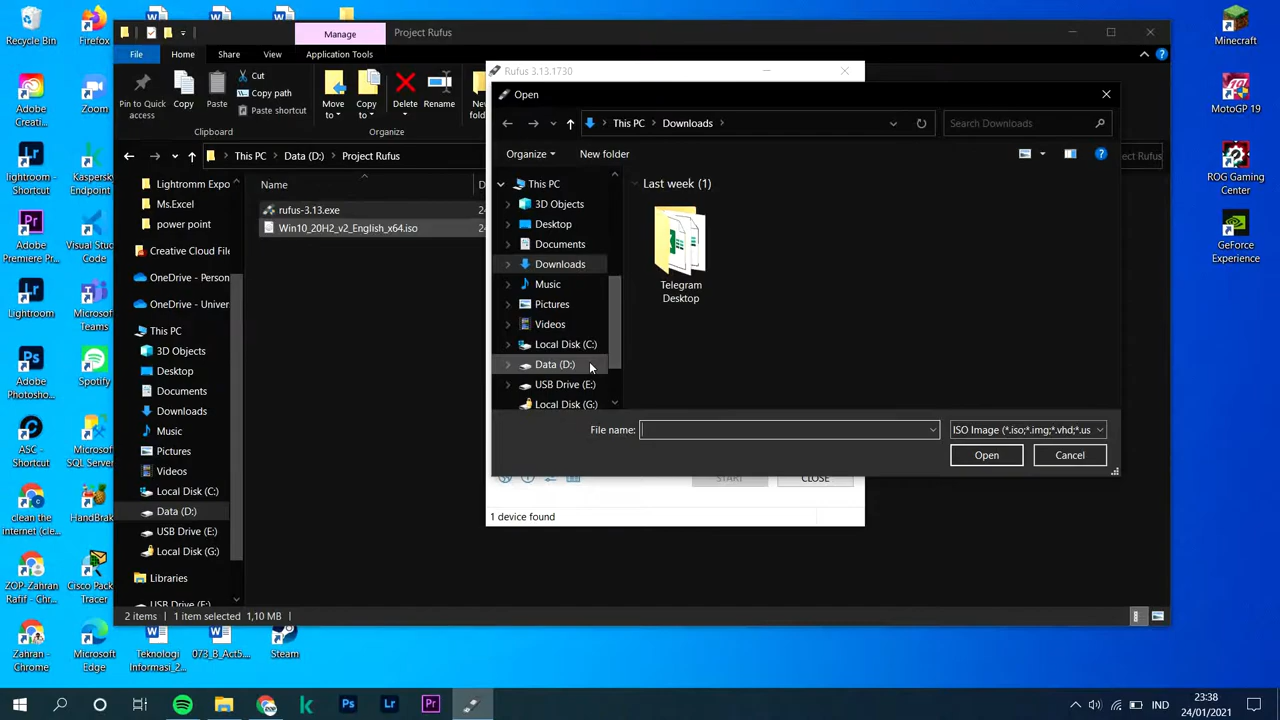 Recycle Bin
Firefox
Adobe Creati...
Zoom
lightroom - Shortcut
Kaspersky Endpoint ...
Adobe Premiere Pr...
Visual Studio Code
Lightroom
Microsoft Teams
Adobe Photosho...
Spotify
ASC - Shortcut
Microsoft SQL Server...
clean the internet (cle...
HandBrake
ZOP-Zahran Rafif - Chr...
Cisco Pack Tracer
Zahran - Chrome
Microsoft Edge
Teknologi Informasi_2...
073_B_Act5...
Steam
Minecraft
MotoGP 19
ROG Gaming Center
GeForce Experience
Manage
Project Rufus
File
Home
Share
View
Application Tools
Pin to Quick access
Copy
Paste
Cut
Copy path
Paste shortcut
Clipboard
Move to
Copy to
Delete
Rename
New
Organize
This PC
Data (D:)
Project Rufus
Lightromm Expo
Ms.Excel
power point
Creative Cloud File
OneDrive - Person
OneDrive - Univer
This PC
3D Objects
Desktop
Documents
Downloads
Music
Pictures
Videos
Local Disk (C:)
Data (D:)
USB Drive (E:)
Local Disk (G:)
Libraries
USB Drive (E:)
Name
rufus-3.13.exe
Win10_20H2_v2_English_x64.iso
2 items
1 item selected 1,10 MB
Rufus 3.13.1730
Open
This PC
Downloads
Search Downloads
Organize
New folder
This PC
3D Objects
Desktop
Documents
Downloads
Music
Pictures
Videos
Local Disk (C:)
Data (D:)
USB Drive (E:)
Local Disk (G:)
Last week (1)
Telegram Desktop
File name:
ISO Image (*.iso;*.img;*.vhd;*.us
Open
Cancel
START
CLOSE
1 device found
IND
23:38
24/01/2021